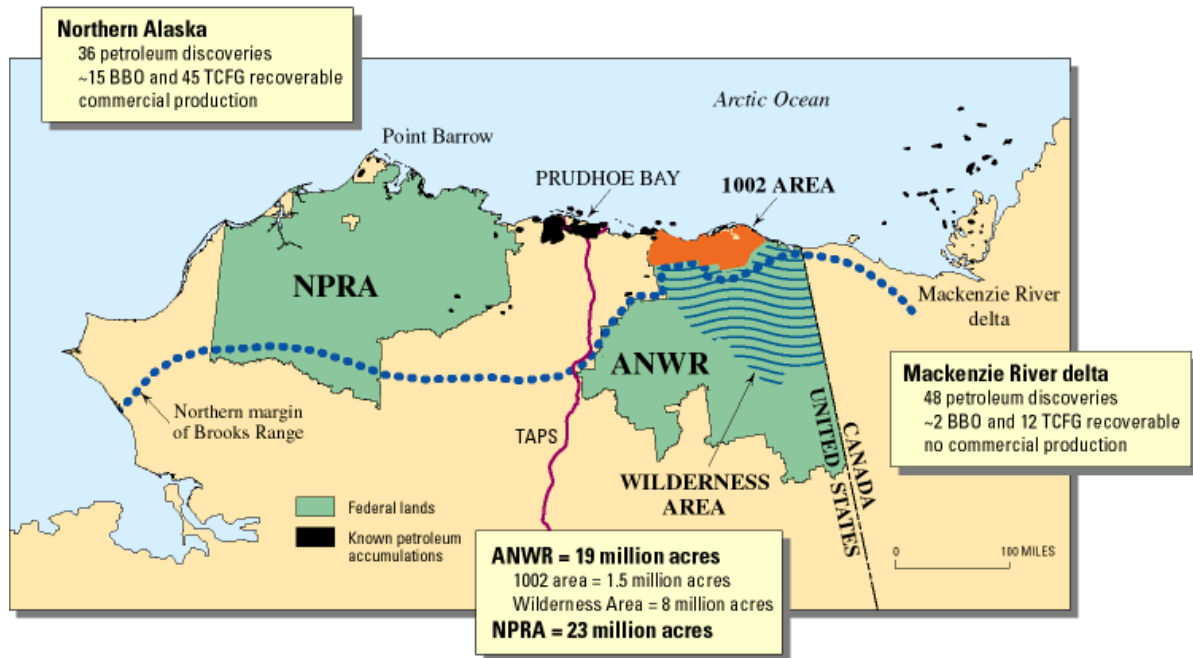 Northern Alaska
36 petroleum discoveries
~15 BBO and 45 TCFG recoverable
commercial production
Arctic Ocean
Point Barrow
PRUDHOE BAY
1002 AREA
NPRA
Mackenzie River
delta
ANWR
Northern margin
of Brooks Range
TAPS
WILDERNESS
AREA
UNITED STATES
CANADA
Mackenzie River delta
48 petroleum discoveries
~2 BBO and 12 TCFG recoverable
no commercial production
Federal lands
Known petroleum
accumulations
0 100 MILES
ANWR = 19 million acres
1002 area = 1.5 million acres
Wilderness Area = 8 million acres
NPRA = 23 million acres